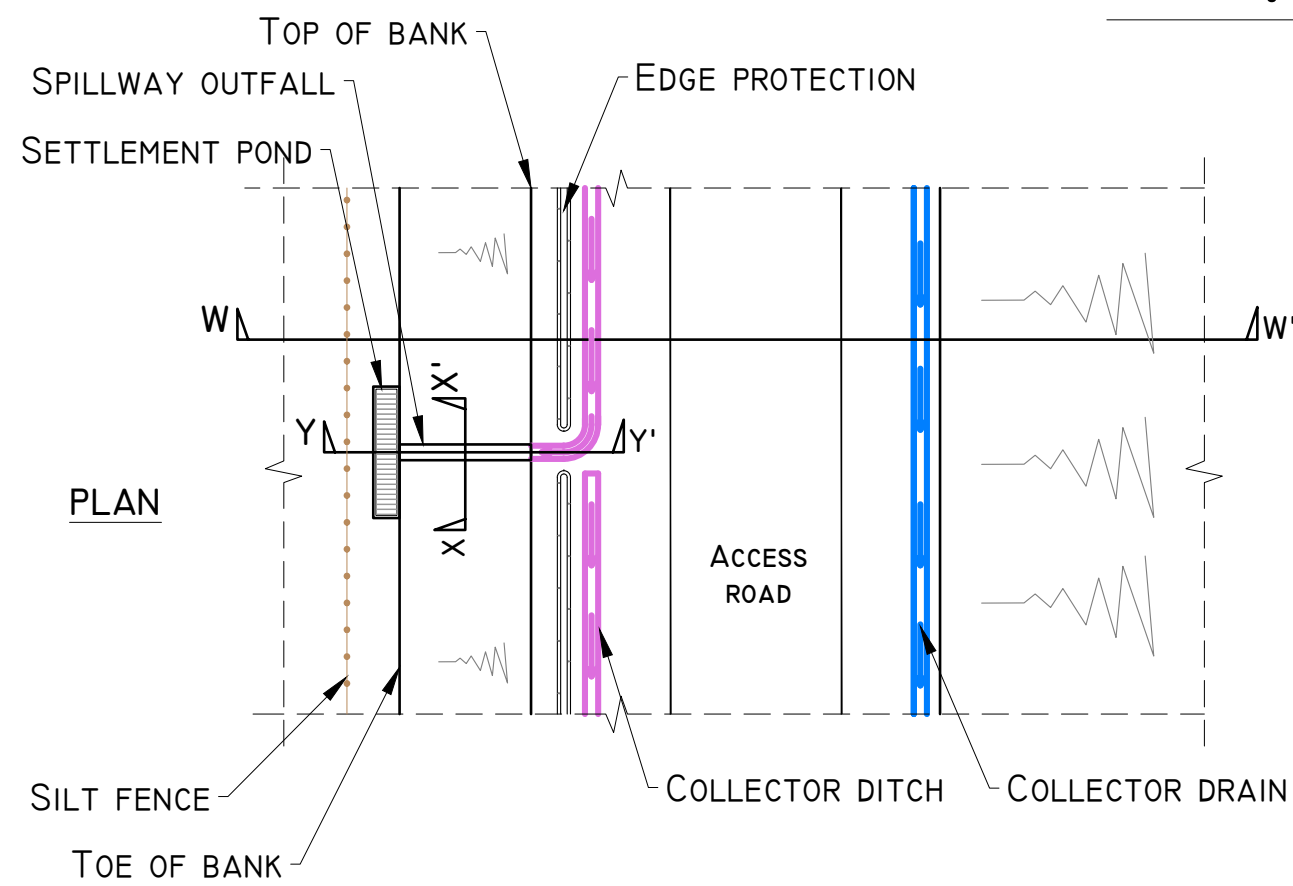 TOP OF BANK
SPILLWAY OUTFALL
EDGE PROTECTION
SETTLEMENT POND
W
W'
X'
Y
Y'
PLAN
X
ACCESS
ROAD
SILT FENCE
COLLECTOR DITCH
COLLECTOR DRAIN
TOE OF BANK